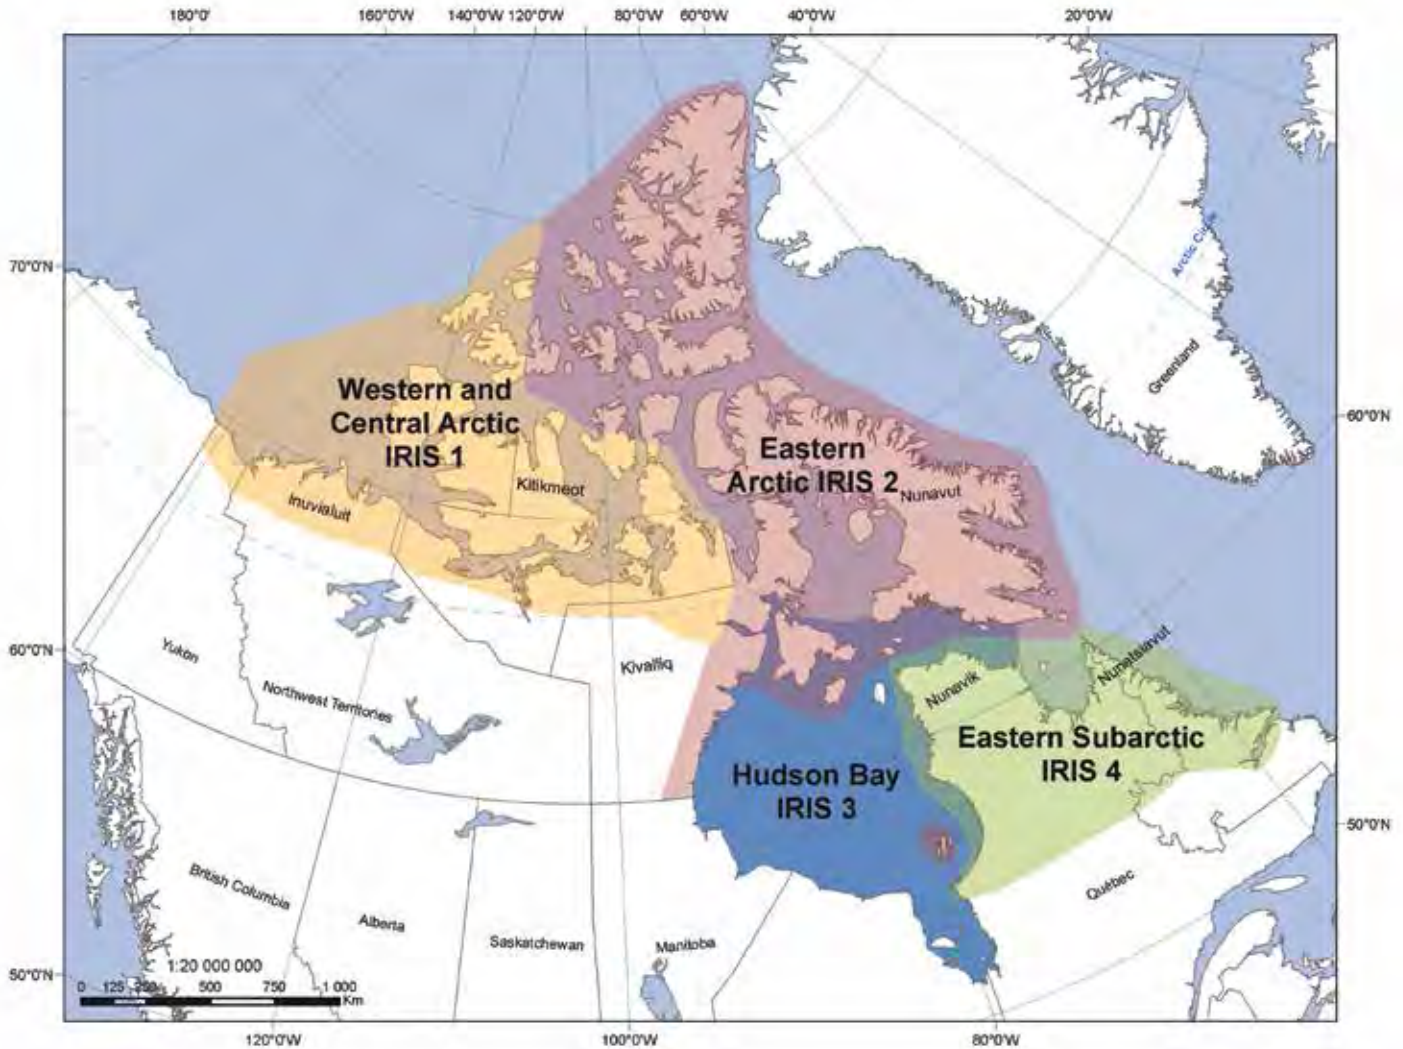 180°0' 160°0'W 140°0'W 120°0'W 80°0'W 60°0'W 40°0'W 20°0'W
70°0'N
Arctic Circle
Greenland
Western and
Central Arctic
IRIS 1
60°0'N
Eastern
Arctic IRIS 2
Nunavut
Kitikmeot
Inuvialuit
60°0'N
Yukon
Northwest Territories
Kivalliq
Nunavik
Nunatsiavut
Eastern Subarctic
IRIS 4
Hudson Bay
IRIS 3
50°0'N
Québec
British Columbia
Alberta
Saskatchewan
Manitoba
1:20 000 000
50°0'N
0 125 250 500 750 1 000
Km
120°0'W 100°0'W 80°0'W